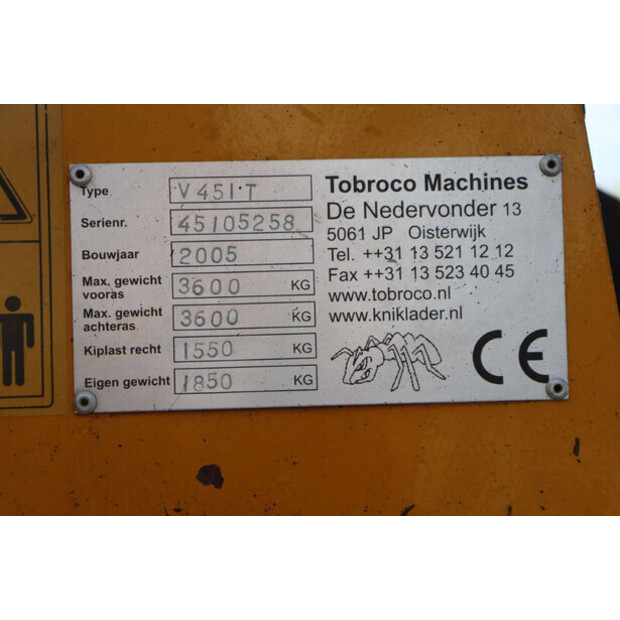 Type V451·T
Serienr. 45105258
Bouwjaar 2005
Max. gewicht vooras 3600 KG
Max. gewicht achteras 3600 KG
Kiplast recht 1550 KG
Eigen gewicht 1850 KG
Tobroco Machines
De Nedervonder 13
5061 JP Oisterwijk
Tel. ++31 13 521 12 12
Fax ++31 13 523 40 45
www.tobroco.nl
www.kniklader.nl
CE